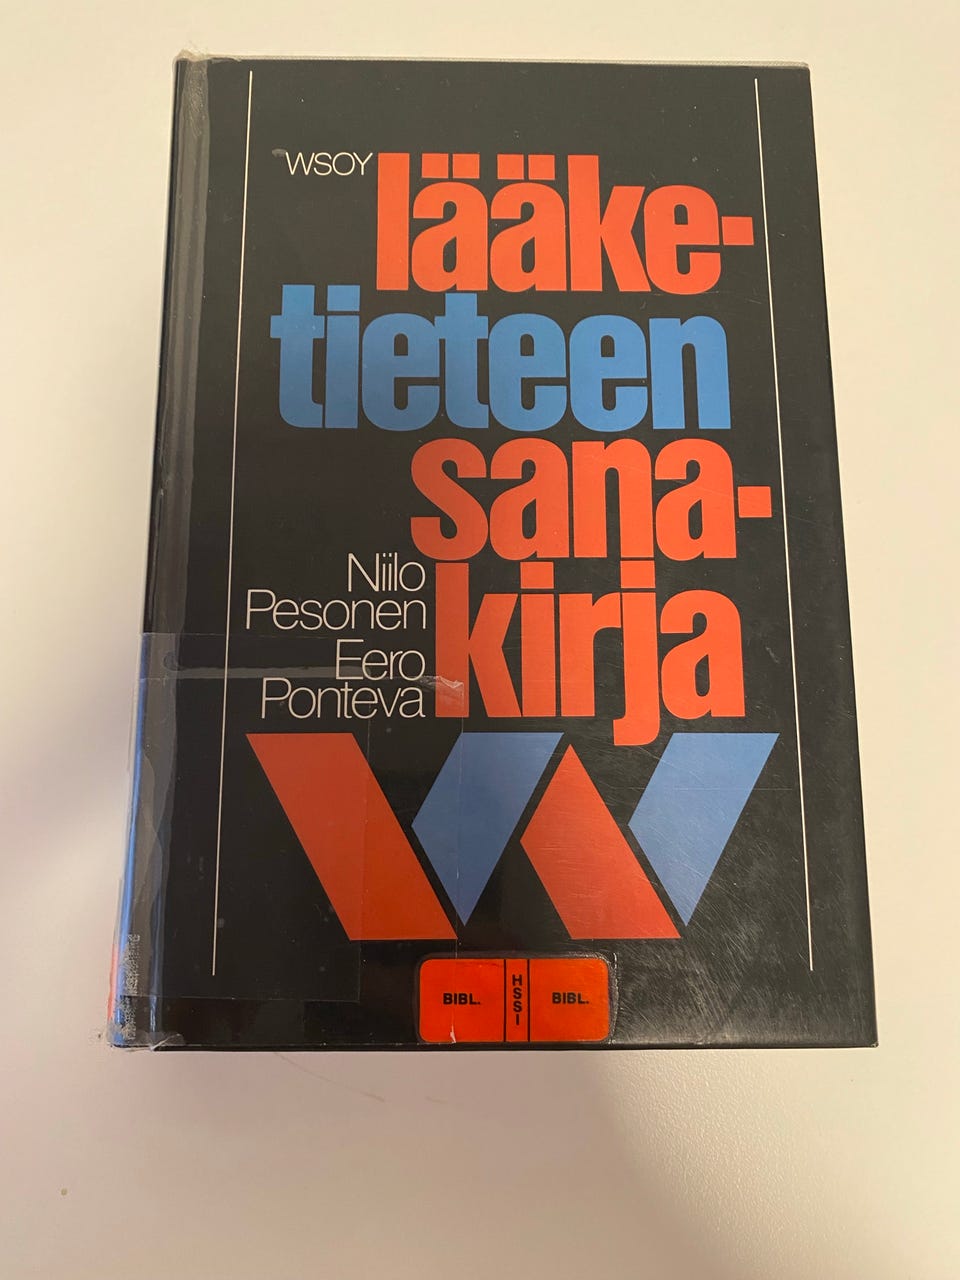 WSOY
lääke-
tieteen
sana-
kirja
Niilo
Pesonen
Eero
Ponteva
BIBL. HSSI BIBL.